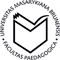 UNIVERSITAS MASARYKIANA BRUNENSIS
• FACULTAS PAEDAGOGICA •